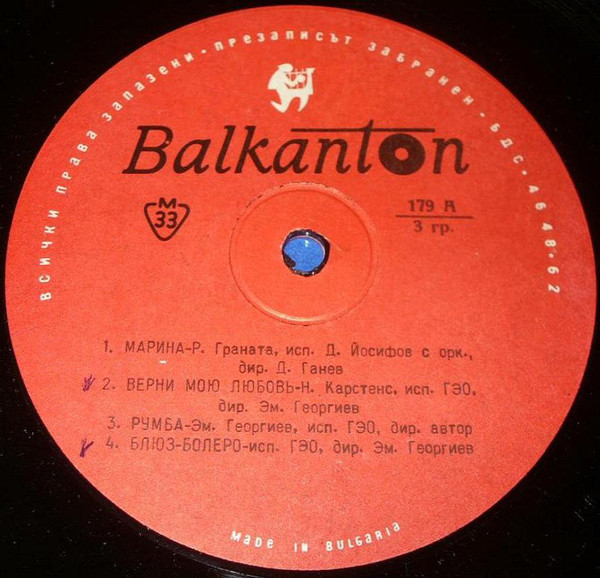 ВСИЧКИ ПРАВА ЗАПАЗЕНИ · ПРЕЗАПИСЪТ ЗАБРАНЕН · БДС · 4648·62
Balkanton
M
33
179 А
3 гр.
1. МАРИНА-Р. Граната, исп. Д. Йосифов с орк.,
дир. Д. Ганев
2. ВЕРНИ МОЮ ЛЮБОВЬ-Н. Карстенс, исп. ГЭО,
дир. Эм. Георгиев
3. РУМБА-Эм. Георгиев, исп. ГЭО, дир. автор
4. БЛЮЗ-БОЛЕРО-исп. ГЭО, дир. Эм. Георгиев
MADE IN BULGARIA